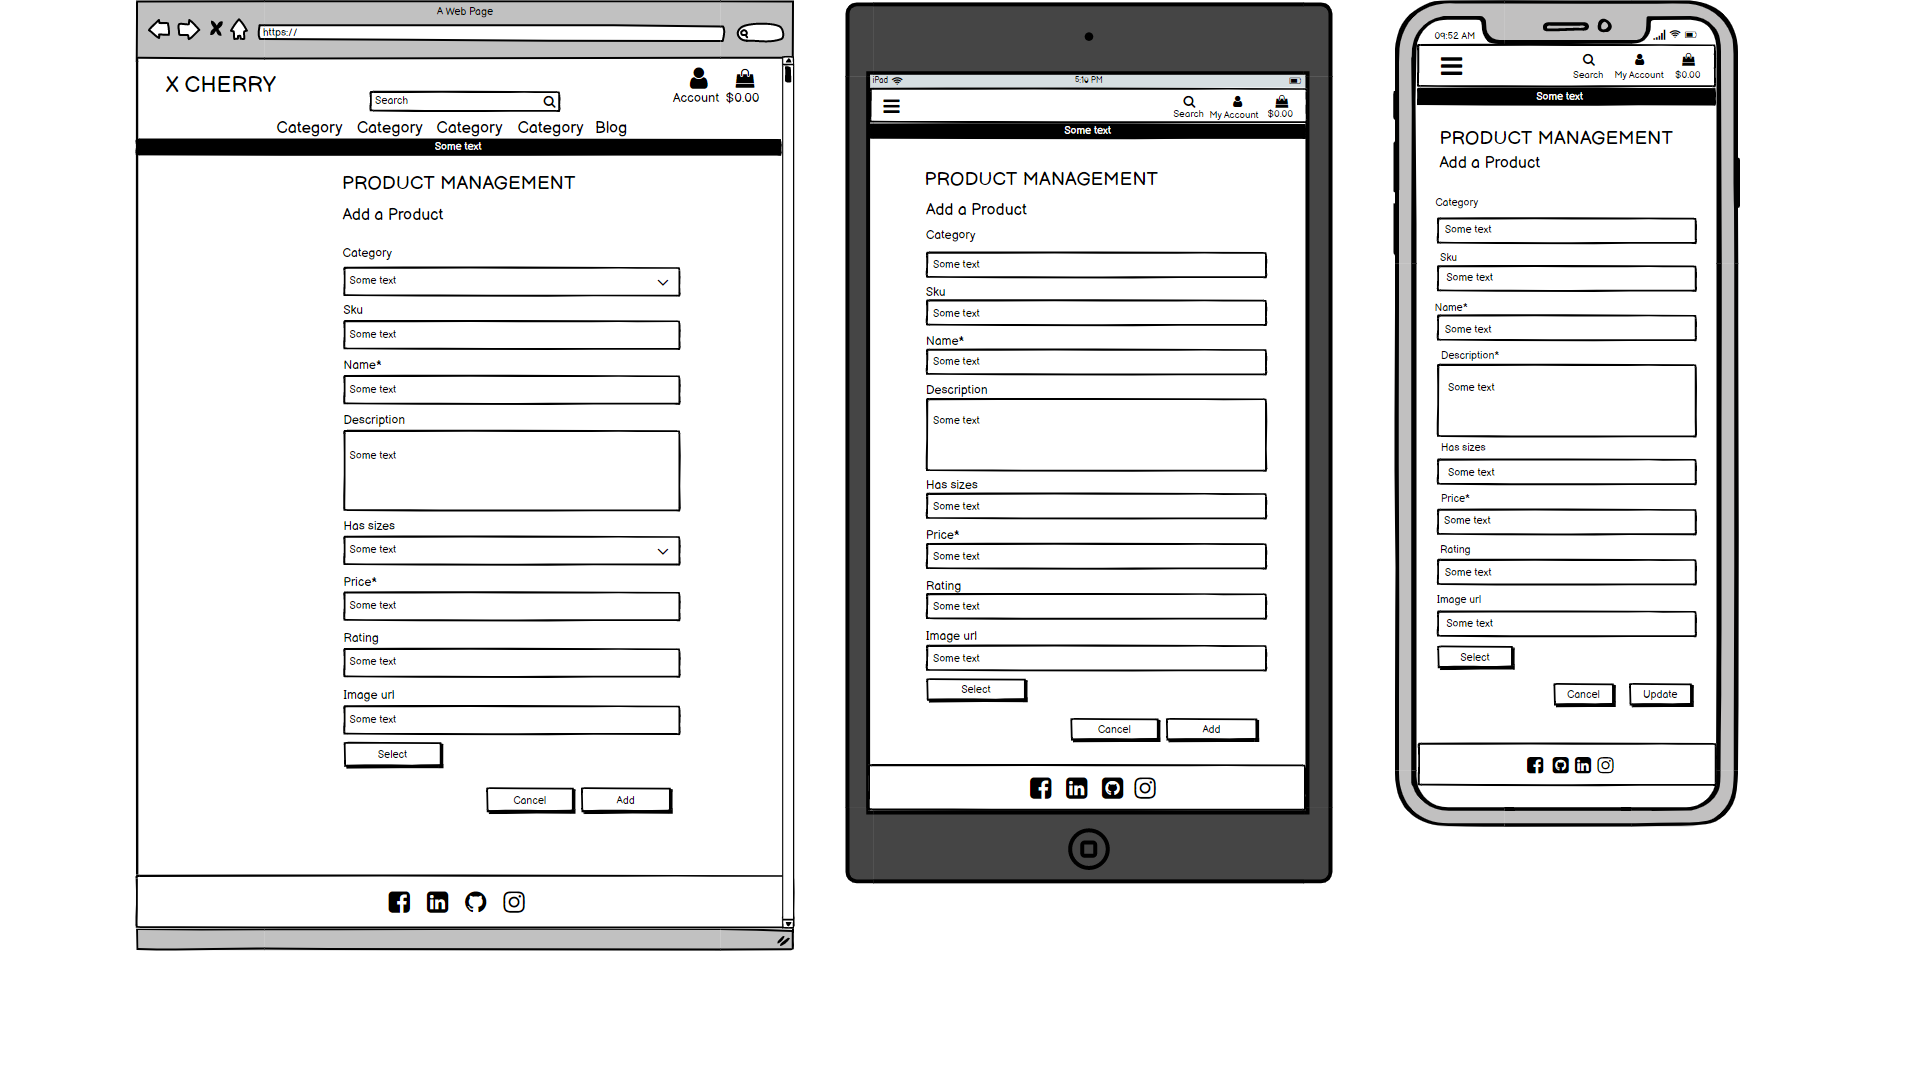 A Web Page
https://
X CHERRY
Search
Account $0.00
Category Category Category Category Blog
Some text
PRODUCT MANAGEMENT
Add a Product
Category
Some text
Sku
Some text
Name*
Some text
Description
Some text
Has sizes
Some text
Price*
Some text
Rating
Some text
Image url
Some text
Select
Cancel Add
iPad 5:10 PM
Search My Account $0.00
Some text
PRODUCT MANAGEMENT
Add a Product
Category
Some text
Sku
Some text
Name*
Some text
Description
Some text
Has sizes
Some text
Price*
Some text
Rating
Some text
Image url
Some text
Select
Cancel Add
09:52 AM
Search My Account $0.00
Some text
PRODUCT MANAGEMENT
Add a Product
Category
Some text
Sku
Some text
Name*
Some text
Description*
Some text
Has sizes
Some text
Price*
Some text
Rating
Some text
Image url
Some text
Select
Cancel Update